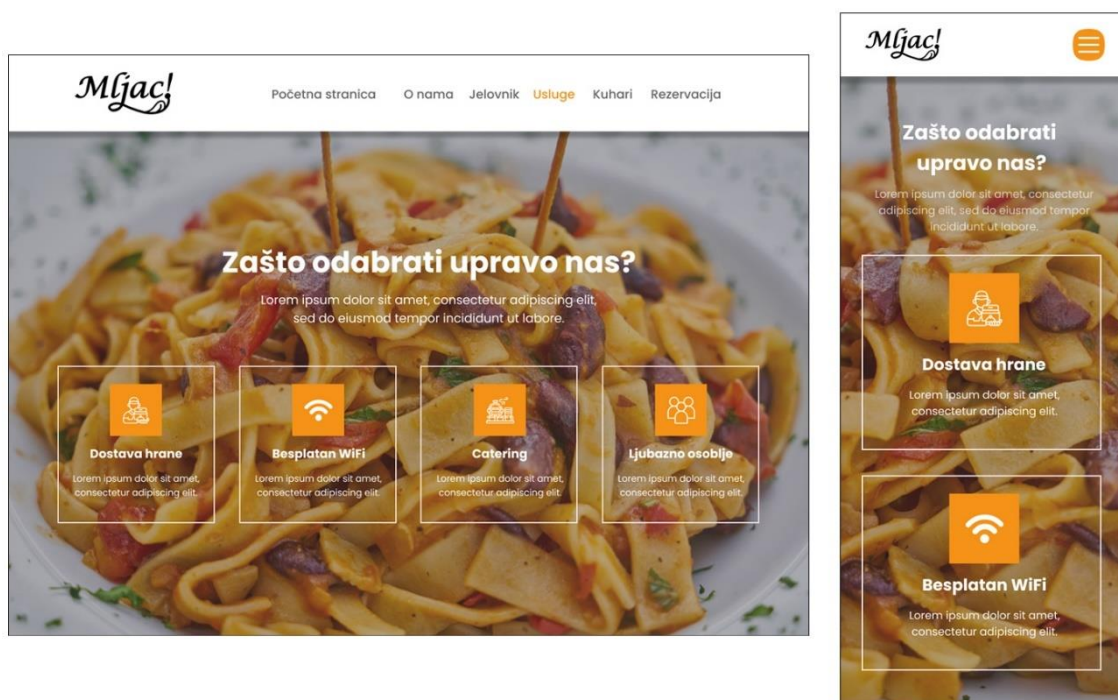 Mljac!
Početna stranica O nama Jelovnik Usluge Kuhari Rezervacija
Zašto odabrati upravo nas?
Lorem ipsum dolor sit amet, consectetur adipiscing elit,
sed do eiusmod tempor incididunt ut labore.
Dostava hrane
Lorem ipsum dolor sit amet,
consectetur adipiscing elit.
Besplatan WiFi
Lorem ipsum dolor sit amet,
consectetur adipiscing elit.
Catering
Lorem ipsum dolor sit amet,
consectetur adipiscing elit.
Ljubazno osoblje
Lorem ipsum dolor sit amet,
consectetur adipiscing elit.
Mljac!
Zašto odabrati
upravo nas?
Lorem ipsum dolor sit amet, consectetur
adipiscing elit, sed do eiusmod tempor
incididunt ut labore.
Dostava hrane
Lorem ipsum dolor sit amet,
consectetur adipiscing elit.
Besplatan WiFi
Lorem ipsum dolor sit amet,
consectetur adipiscing elit.